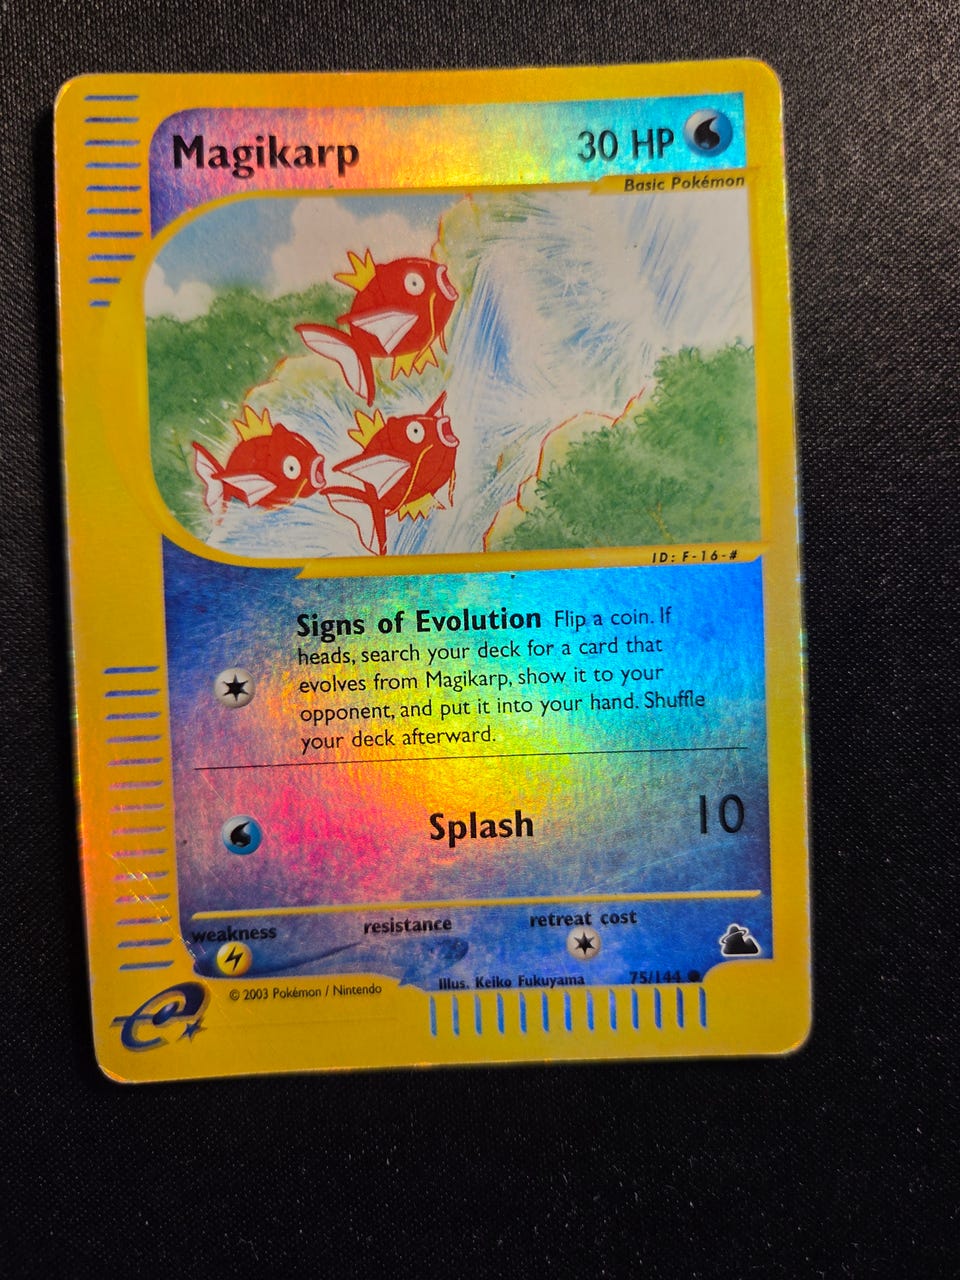 Magikarp 30 HP
Basic Pokémon
ID: F-16-#
Signs of Evolution Flip a coin. If
heads, search your deck for a card that
evolves from Magikarp, show it to your
opponent, and put it into your hand. Shuffle
your deck afterward.
Splash 10
weakness resistance retreat cost
© 2003 Pokémon / Nintendo
Illus. Keiko Fukuyama 75/144
e